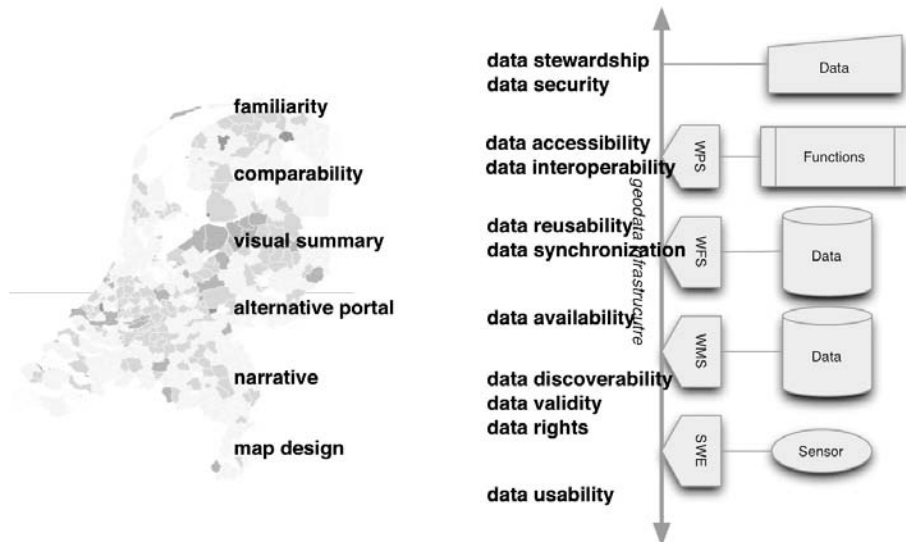 familiarity
comparability
visual summary
alternative portal
narrative
map design
data stewardship
data security
data accessibility
data interoperability
data reusability
data synchronization
data availability
data discoverability
data validity
data rights
data usability
geodata infrastrucutre
WPS
WFS
WMS
SWE
Data
Functions
Data
Data
Sensor